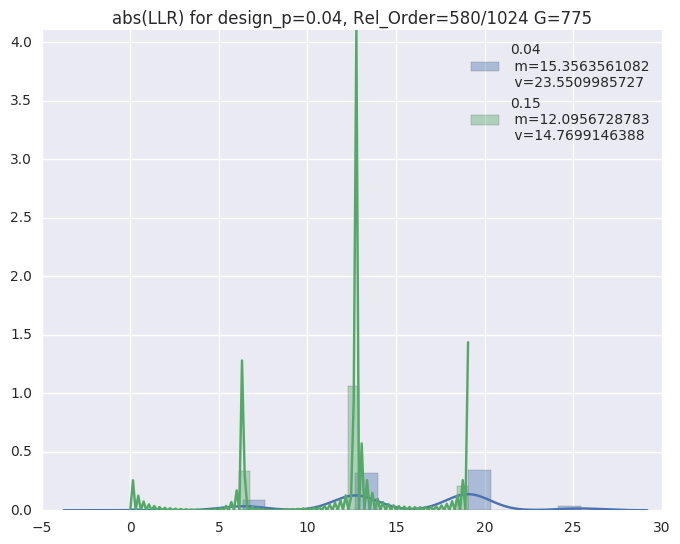 abs(LLR) for design_p=0.04, Rel_Order=580/1024 G=775
0.04
m=15.3563561082
v=23.5509985727
0.15
m=12.0956728783
v=14.7699146388
4.0
3.5
3.0
2.5
2.0
1.5
1.0
0.5
0.0
−5 0 5 10 15 20 25 30